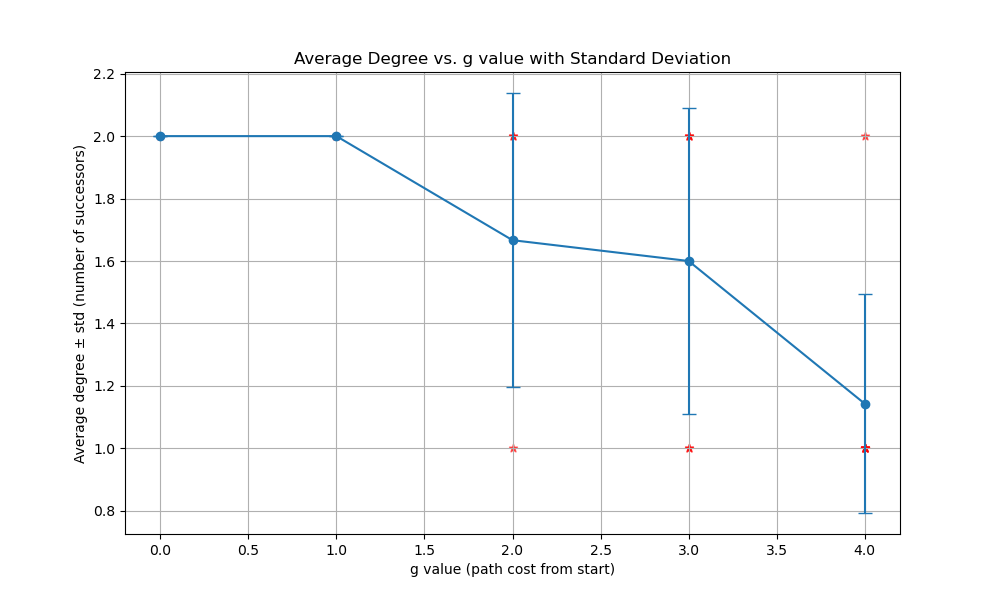 Average Degree vs. g value with Standard Deviation
Average degree ± std (number of successors)
2.2
2.0
1.8
1.6
1.4
1.2
1.0
0.8
0.0 0.5 1.0 1.5 2.0 2.5 3.0 3.5 4.0
g value (path cost from start)